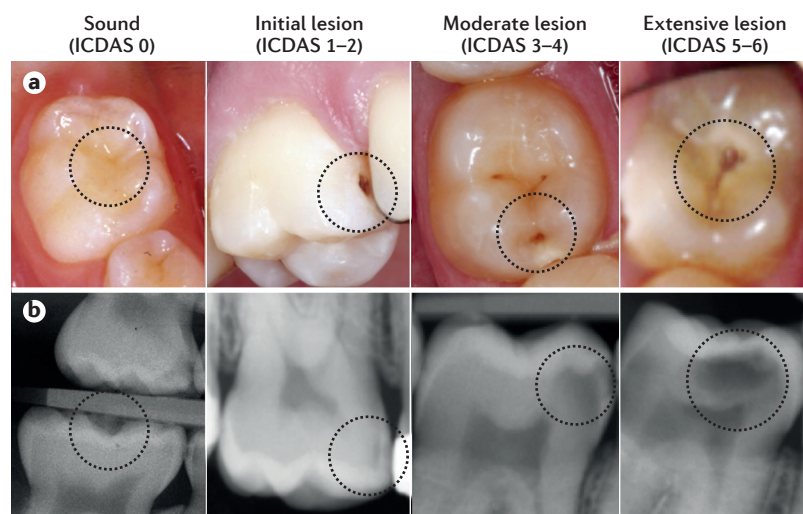 Sound
(ICDAS 0)
Initial lesion
(ICDAS 1–2)
Moderate lesion
(ICDAS 3–4)
Extensive lesion
(ICDAS 5–6)
a
b